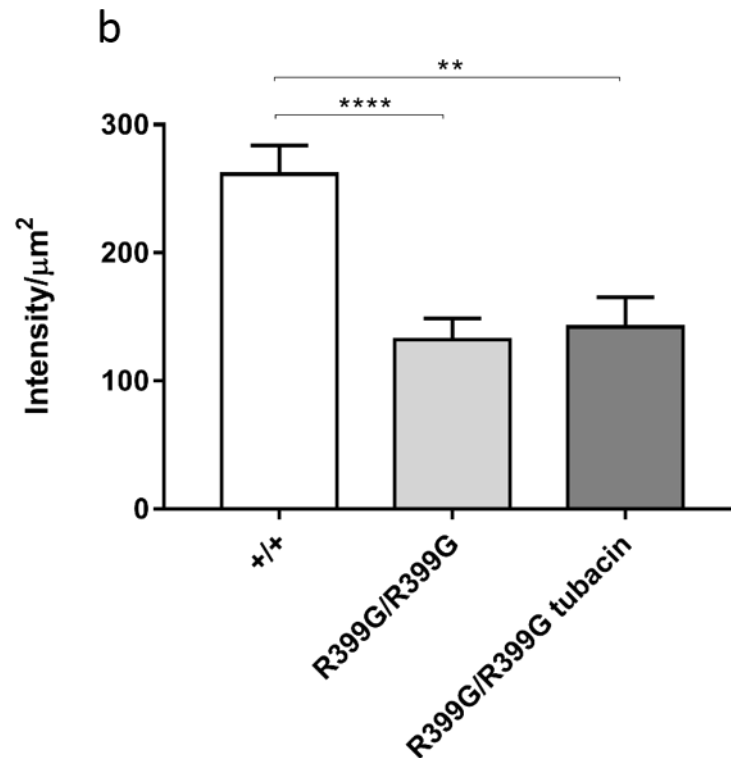 b
**
****
300
200
100
0
Intensity/μm²
+/+
R399G/R399G
R399G/R399G tubacin